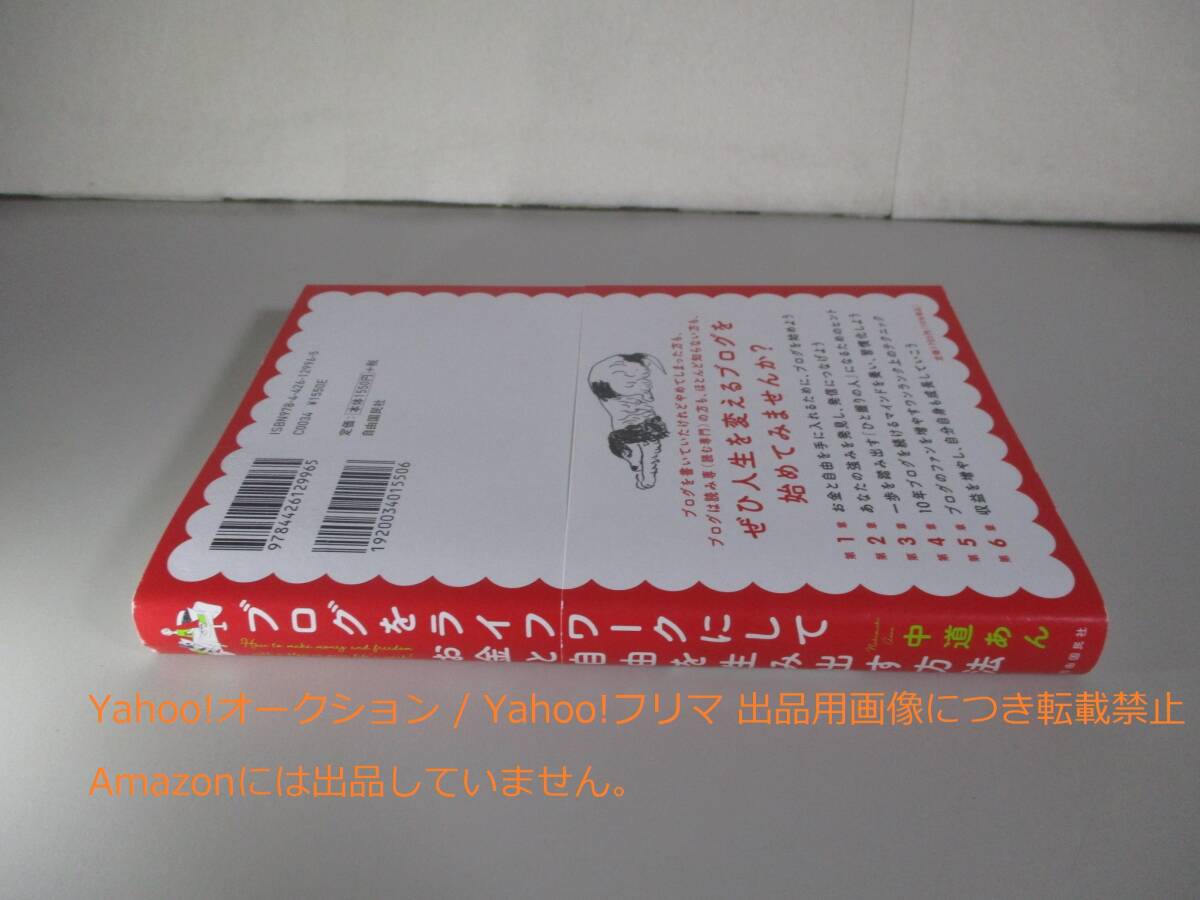 ISBN978-4-426-12996-5
C0034 ¥1550E
定価:[本体1550円]+税
自由国民社
9784426129965
1920034015506
ブログを書いていたけれどやめてしまった方も、
ブログは読み専(読む専門)の方も、ほとんど知らない方も、
ぜひ人生を変えるブログを
始めてみませんか?
第1章 お金と自由を手に入れるために、ブログを始めよう
第2章 あなたの強みを発見し、発信につなげよう
第3章 一歩を踏み出す「ひと握りの人」になるためのヒント
第4章 10年ブログを続けるマインドを養い、習慣化しよう
第5章 ブログのファンを増やすワンランク上のテクニック
第6章 収益を増やし、自分自身も成長していこう
ブログをライフワークにして
お金と自由を生み出す方法
How to make money and freedom
中道あん
Nakamichi Ann
自由国民社
Yahoo!オークション / Yahoo!フリマ 出品用画像につき転載禁止
Amazonには出品していません。